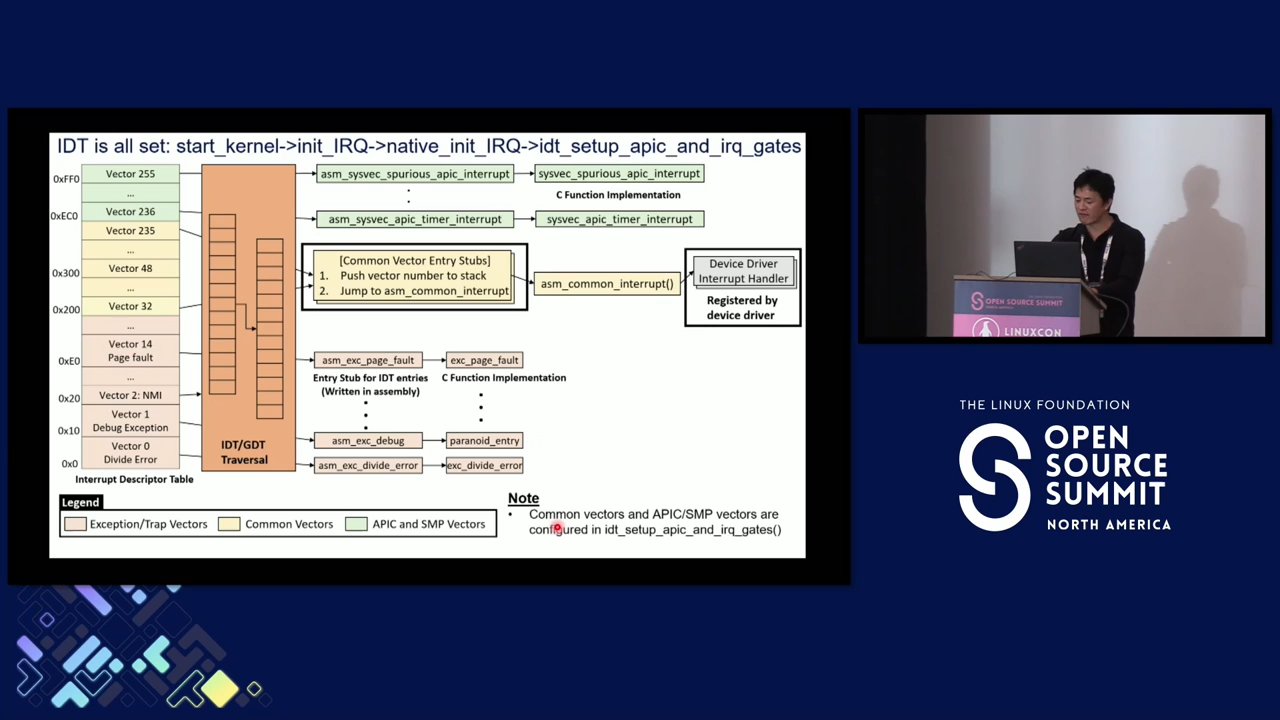 IDT is all set: start_kernel->init_IRQ->native_init_IRQ->idt_setup_apic_and_irq_gates
0xFF0
Vector 255
...
0xEC0
Vector 236
Vector 235
...
0x300
Vector 48
...
0x200
Vector 32
...
0xE0
Vector 14
Page fault
...
0x20
Vector 2: NMI
0x10
Vector 1
Debug Exception
0x0
Vector 0
Divide Error
Interrupt Descriptor Table
IDT/GDT
Traversal
asm_sysvec_spurious_apic_interrupt
sysvec_spurious_apic_interrupt
C Function Implementation
asm_sysvec_apic_timer_interrupt
sysvec_apic_timer_interrupt
[Common Vector Entry Stubs]
1. Push vector number to stack
2. Jump to asm_common_interrupt
asm_common_interrupt()
Device Driver
Interrupt Handler
Registered by
device driver
asm_exc_page_fault
exc_page_fault
Entry Stub for IDT entries
(Written in assembly)
C Function Implementation
asm_exc_debug
paranoid_entry
asm_exc_divide_error
exc_divide_error
Legend
Exception/Trap Vectors
Common Vectors
APIC and SMP Vectors
Note
• Common vectors and APIC/SMP vectors are
configured in idt_setup_apic_and_irq_gates()
OPEN SOURCE SUMMIT
LINUXCON
THE LINUX FOUNDATION
OPEN
SOURCE
SUMMIT
NORTH AMERICA